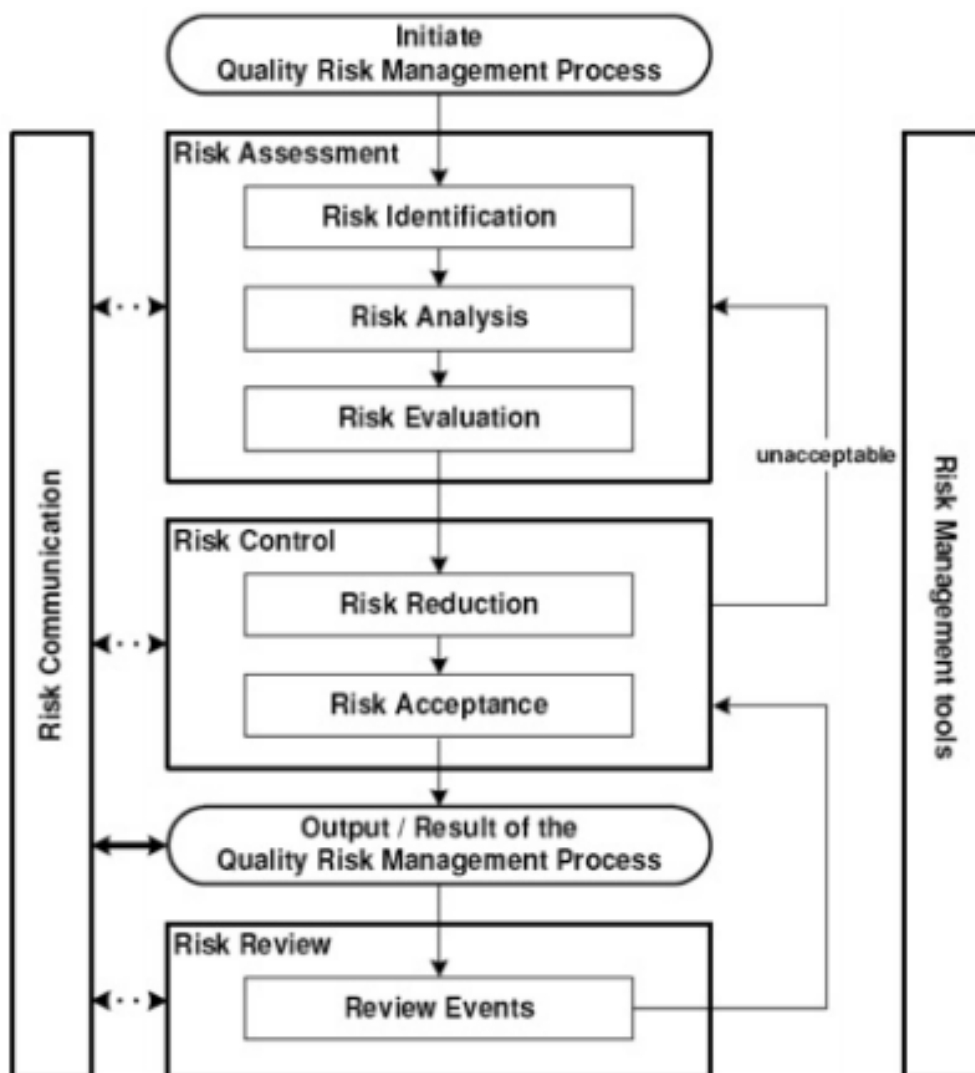 Initiate
Quality Risk Management Process
Risk Assessment
Risk Identification
Risk Analysis
Risk Evaluation
unacceptable
Risk Communication
Risk Management tools
Risk Control
Risk Reduction
Risk Acceptance
Output / Result of the
Quality Risk Management Process
Risk Review
Review Events